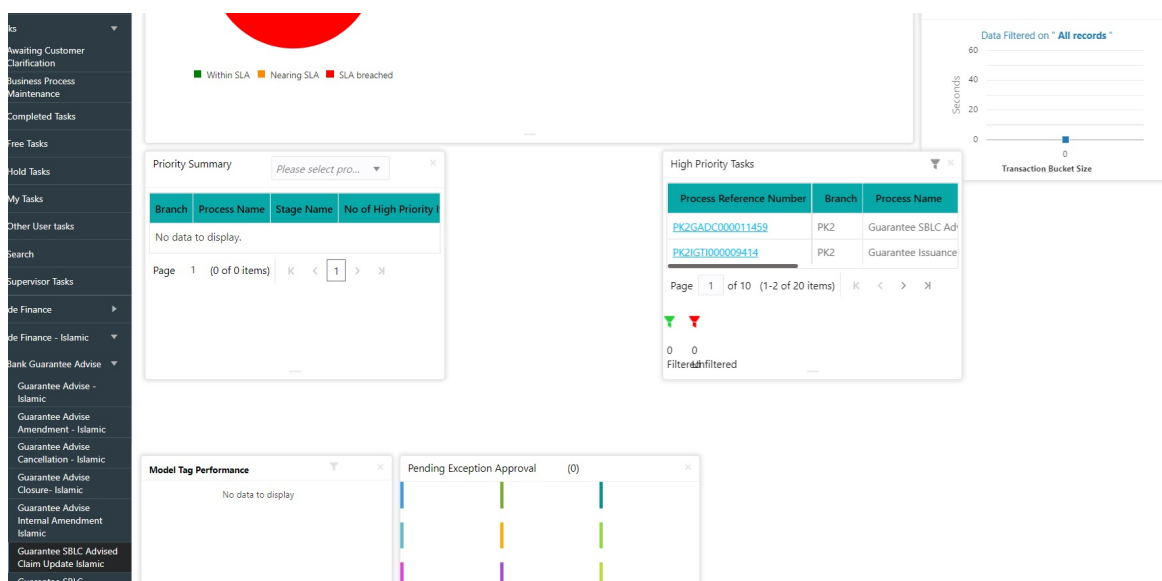 ks
Awaiting Customer
Clarification
Business Process
Maintenance
Completed Tasks
Free Tasks
Hold Tasks
My Tasks
Other User tasks
Search
Supervisor Tasks
de Finance
de Finance - Islamic
Bank Guarantee Advise
Guarantee Advise -
Islamic
Guarantee Advise
Amendment - Islamic
Guarantee Advise
Cancellation - Islamic
Guarantee Advise
Closure- Islamic
Guarantee Advise
Internal Amendment
Islamic
Guarantee SBLC Advised
Claim Update Islamic
Guarantee SBLC
Within SLA Nearing SLA SLA breached
Data Filtered on " All records "
60
40
20
0
Seconds
0
Transaction Bucket Size
Priority Summary Please select pro...
Branch Process Name Stage Name No of High Priority I
No data to display.
Page 1 (0 of 0 items) 1
High Priority Tasks
Process Reference Number Branch Process Name
PK2GADC000011459 PK2 Guarantee SBLC Adv
PK2IGTI000009414 PK2 Guarantee Issuance
Page 1 of 10 (1-2 of 20 items)
0 0
Filtered Unfiltered
Model Tag Performance
No data to display
Pending Exception Approval (0)